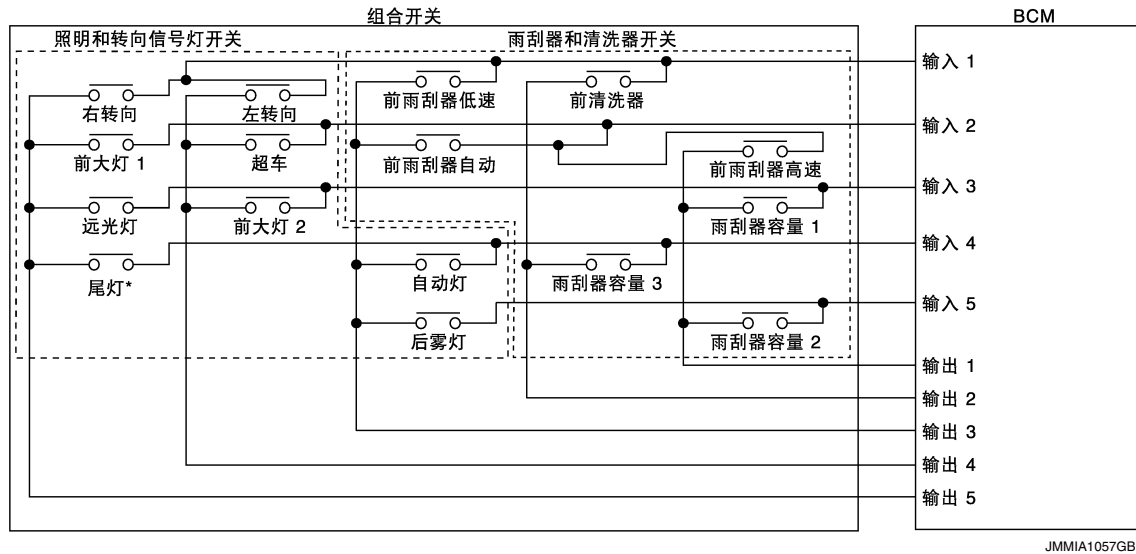 组合开关
BCM
照明和转向信号灯开关
雨刮器和清洗器开关
输入 1
右转向
左转向
前雨刮器低速
前清洗器
输入 2
前大灯 1
超车
前雨刮器自动
前雨刮器高速
输入 3
远光灯
前大灯 2
雨刮器容量 1
输入 4
尾灯*
自动灯
雨刮器容量 3
输入 5
后雾灯
雨刮器容量 2
输出 1
输出 2
输出 3
输出 4
输出 5
JMMIA1057GB